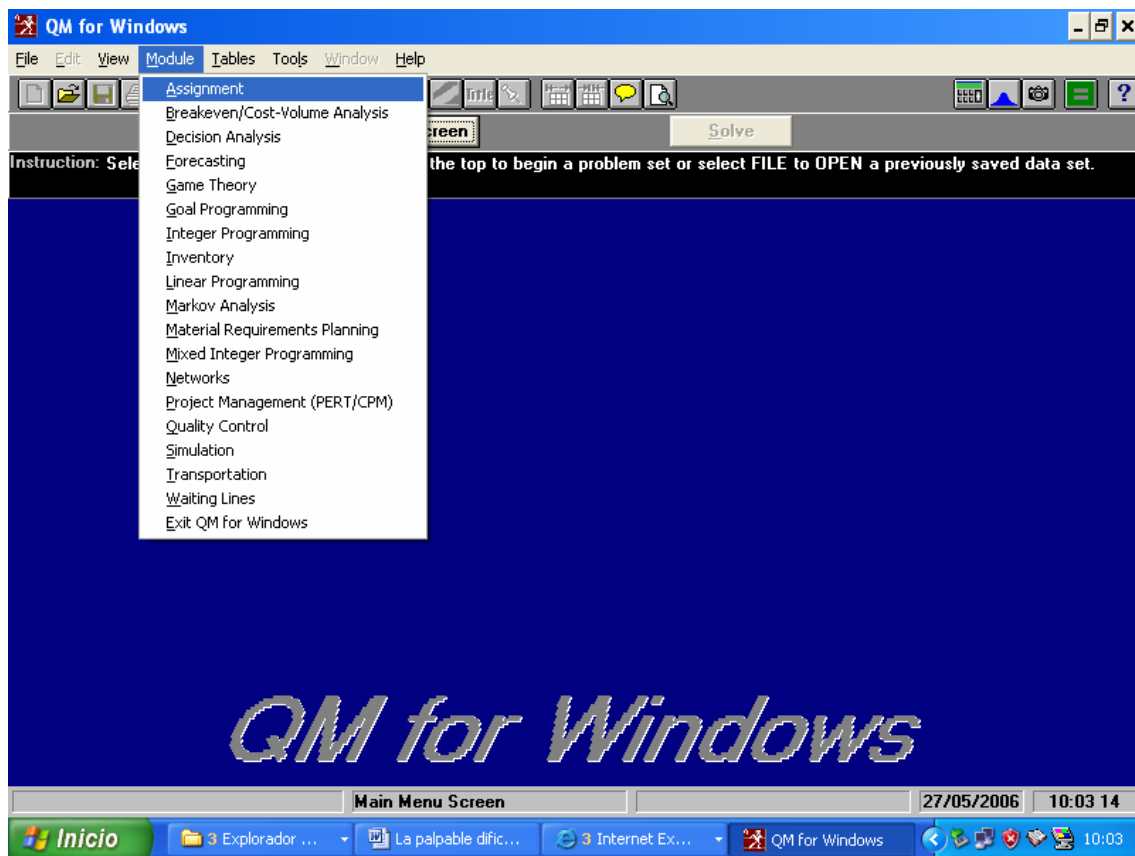 QM for Windows
File Edit View Module Tables Tools Window Help
Title
Assignment
Breakeven/Cost-Volume Analysis
Decision Analysis
Forecasting
Game Theory
Goal Programming
Integer Programming
Inventory
Linear Programming
Markov Analysis
Material Requirements Planning
Mixed Integer Programming
Networks
Project Management (PERT/CPM)
Quality Control
Simulation
Transportation
Waiting Lines
Exit QM for Windows
creen Solve
Instruction: Sele the top to begin a problem set or select FILE to OPEN a previously saved data set.
QM for Windows
Main Menu Screen 27/05/2006 10:03 14
Inicio 3 Explorador ... La palpable dific... 3 Internet Ex... QM for Windows 10:03